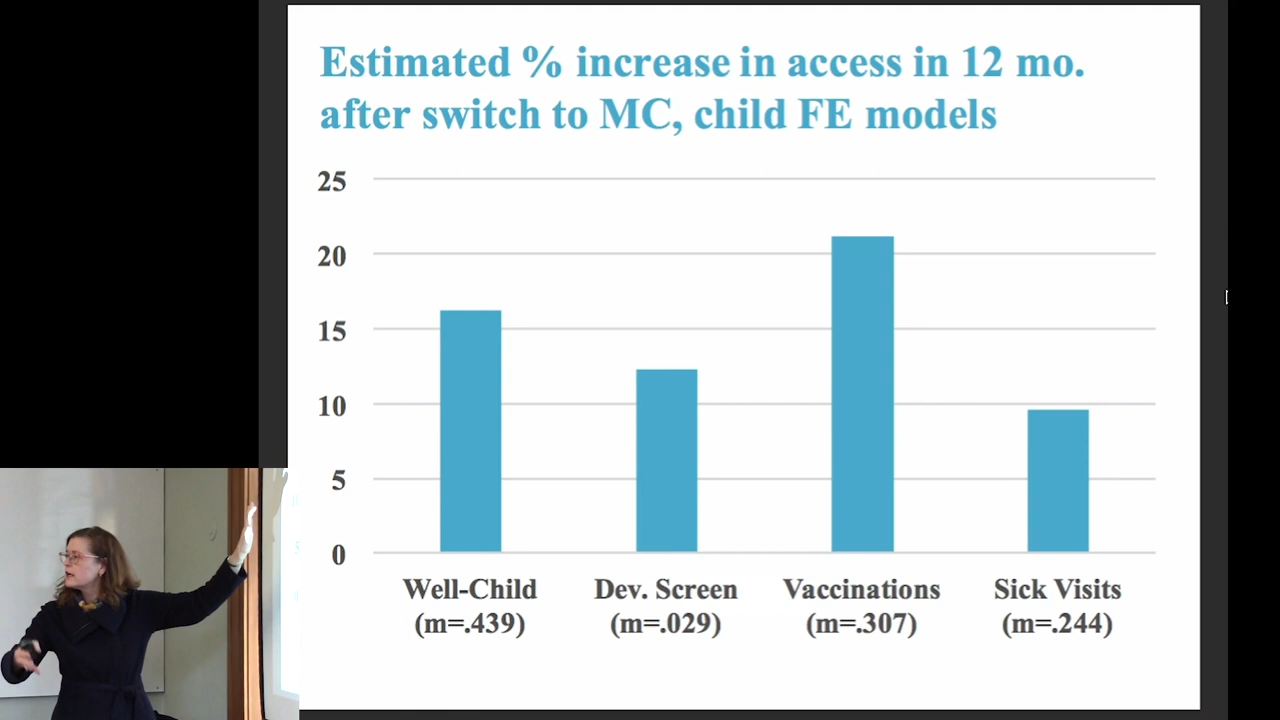 Estimated % increase in access in 12 mo.
after switch to MC, child FE models
25
20
15
10
5
0
Well-Child
(m=.439)
Dev. Screen
(m=.029)
Vaccinations
(m=.307)
Sick Visits
(m=.244)